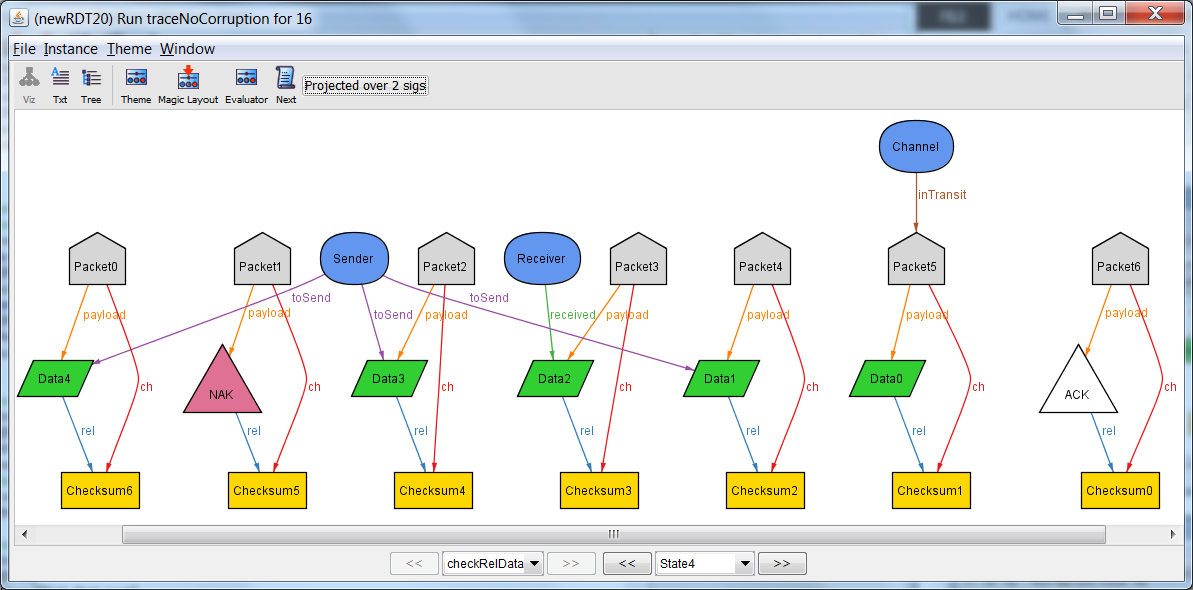 (newRDT20) Run traceNoCorruption for 16
File Instance Theme Window
Viz Txt Tree Theme Magic Layout Evaluator Next Projected over 2 sigs
Channel
inTransit
Packet0 Packet1 Sender Packet2 Receiver Packet3 Packet4 Packet5 Packet6
toSend toSend
payload payload toSend payload received payload payload payload payload
Data4 NAK Data3 Data2 Data1 Data0 ACK
ch ch ch ch ch ch ch
rel rel rel rel rel rel rel
Checksum6 Checksum5 Checksum4 Checksum3 Checksum2 Checksum1 Checksum0
<< checkRelData >> << State4 >>